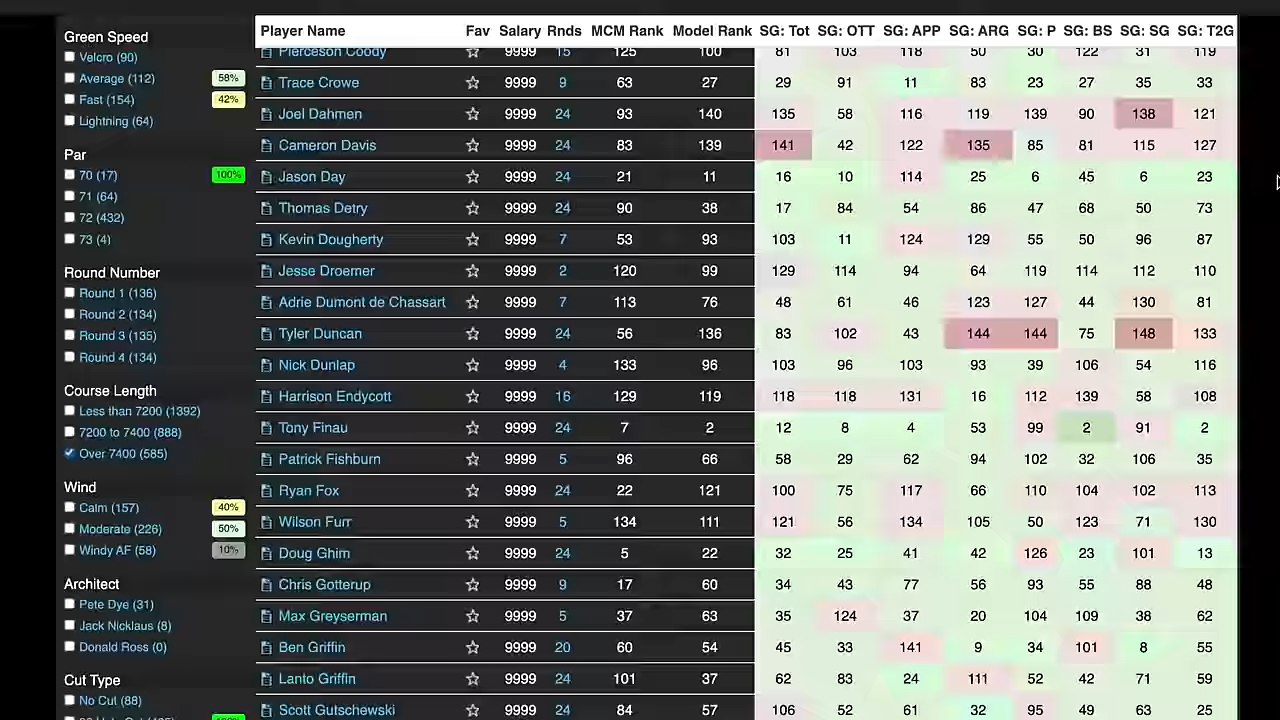 Player Name Fav Salary Rnds MCM Rank Model Rank SG: Tot SG: OTT SG: APP SG: ARG SG: P SG: BS SG: SG SG: T2G
Green Speed
Velcro (90)
Average (112) 58%
Fast (154) 42%
Lightning (64)
Par
70 (17) 100%
71 (64)
72 (432)
73 (4)
Round Number
Round 1 (136)
Round 2 (134)
Round 3 (135)
Round 4 (134)
Course Length
Less than 7200 (1392)
7200 to 7400 (888)
Over 7400 (585)
Wind
Calm (157) 40%
Moderate (226) 50%
Windy AF (58) 10%
Architect
Pete Dye (31)
Jack Nicklaus (8)
Donald Ross (0)
Cut Type
No Cut (88)
Pierceson Coody 9999 15 125 100 81 103 118 50 30 122 31 119
Trace Crowe 9999 9 63 27 29 91 11 83 23 27 35 33
Joel Dahmen 9999 24 93 140 135 58 116 119 139 90 138 121
Cameron Davis 9999 24 83 139 141 42 122 135 85 81 115 127
Jason Day 9999 24 21 11 16 10 114 25 6 45 6 23
Thomas Detry 9999 24 90 38 17 84 54 86 47 68 50 73
Kevin Dougherty 9999 7 53 93 103 11 124 129 55 50 96 87
Jesse Droemer 9999 2 120 99 129 114 94 64 119 114 112 110
Adrie Dumont de Chassart 9999 7 113 76 48 61 46 123 127 44 130 81
Tyler Duncan 9999 24 56 136 83 102 43 144 144 75 148 133
Nick Dunlap 9999 4 133 96 103 96 103 93 39 106 54 116
Harrison Endycott 9999 16 129 119 118 118 131 16 112 139 58 108
Tony Finau 9999 24 7 2 12 8 4 53 99 2 91 2
Patrick Fishburn 9999 5 96 66 58 29 62 94 102 32 106 35
Ryan Fox 9999 24 22 121 100 75 117 66 110 104 102 113
Wilson Furr 9999 5 134 111 121 56 134 105 50 123 71 130
Doug Ghim 9999 24 5 22 32 25 41 42 126 23 101 13
Chris Gotterup 9999 9 17 60 34 43 77 56 93 55 88 48
Max Greyserman 9999 5 37 63 35 124 37 20 104 109 38 62
Ben Griffin 9999 20 60 54 45 33 141 9 34 101 8 55
Lanto Griffin 9999 24 101 37 62 83 24 111 52 42 71 59
Scott Gutschewski 9999 24 84 57 106 52 61 32 95 49 63 25